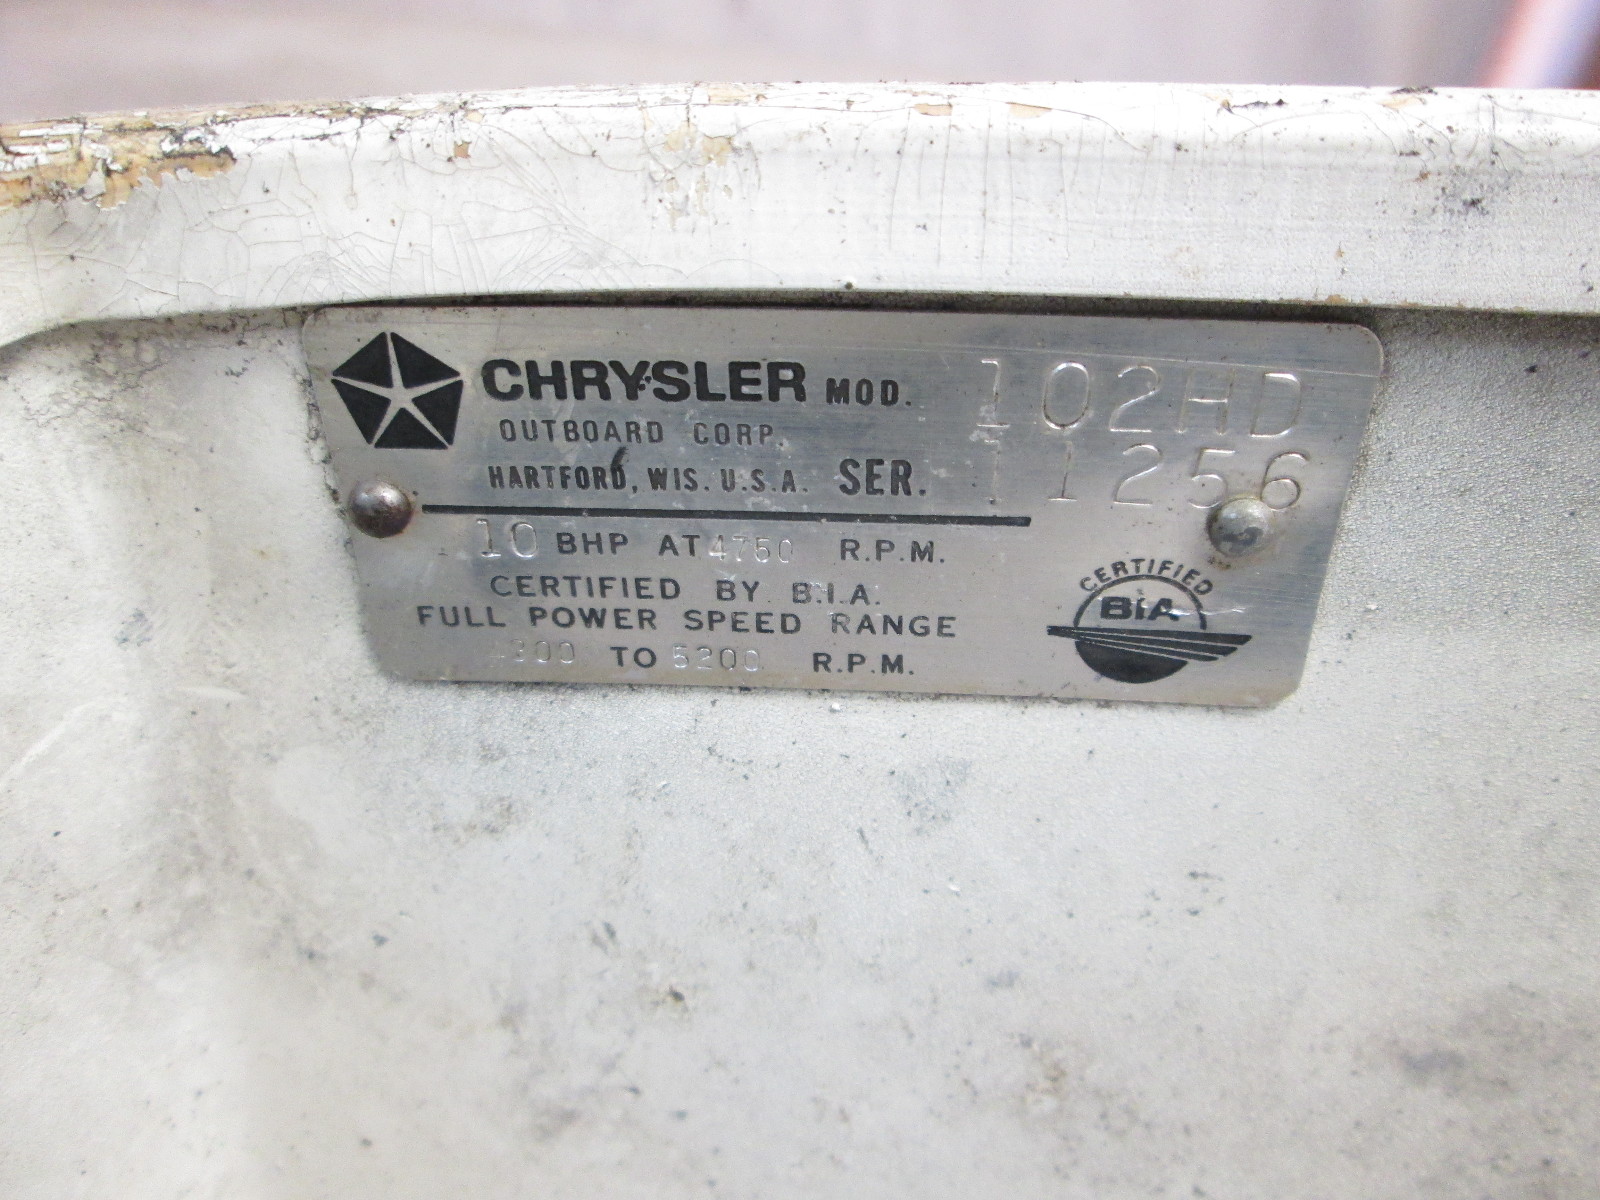 CHRYSLER MOD. 102HD
OUTBOARD CORP.
HARTFORD, WIS. U.S.A. SER. 11256
10 BHP AT 4750 R.P.M.
CERTIFIED BY B.I.A.
FULL POWER SPEED RANGE
4300 TO 5200 R.P.M.
CERTIFIED
BIA